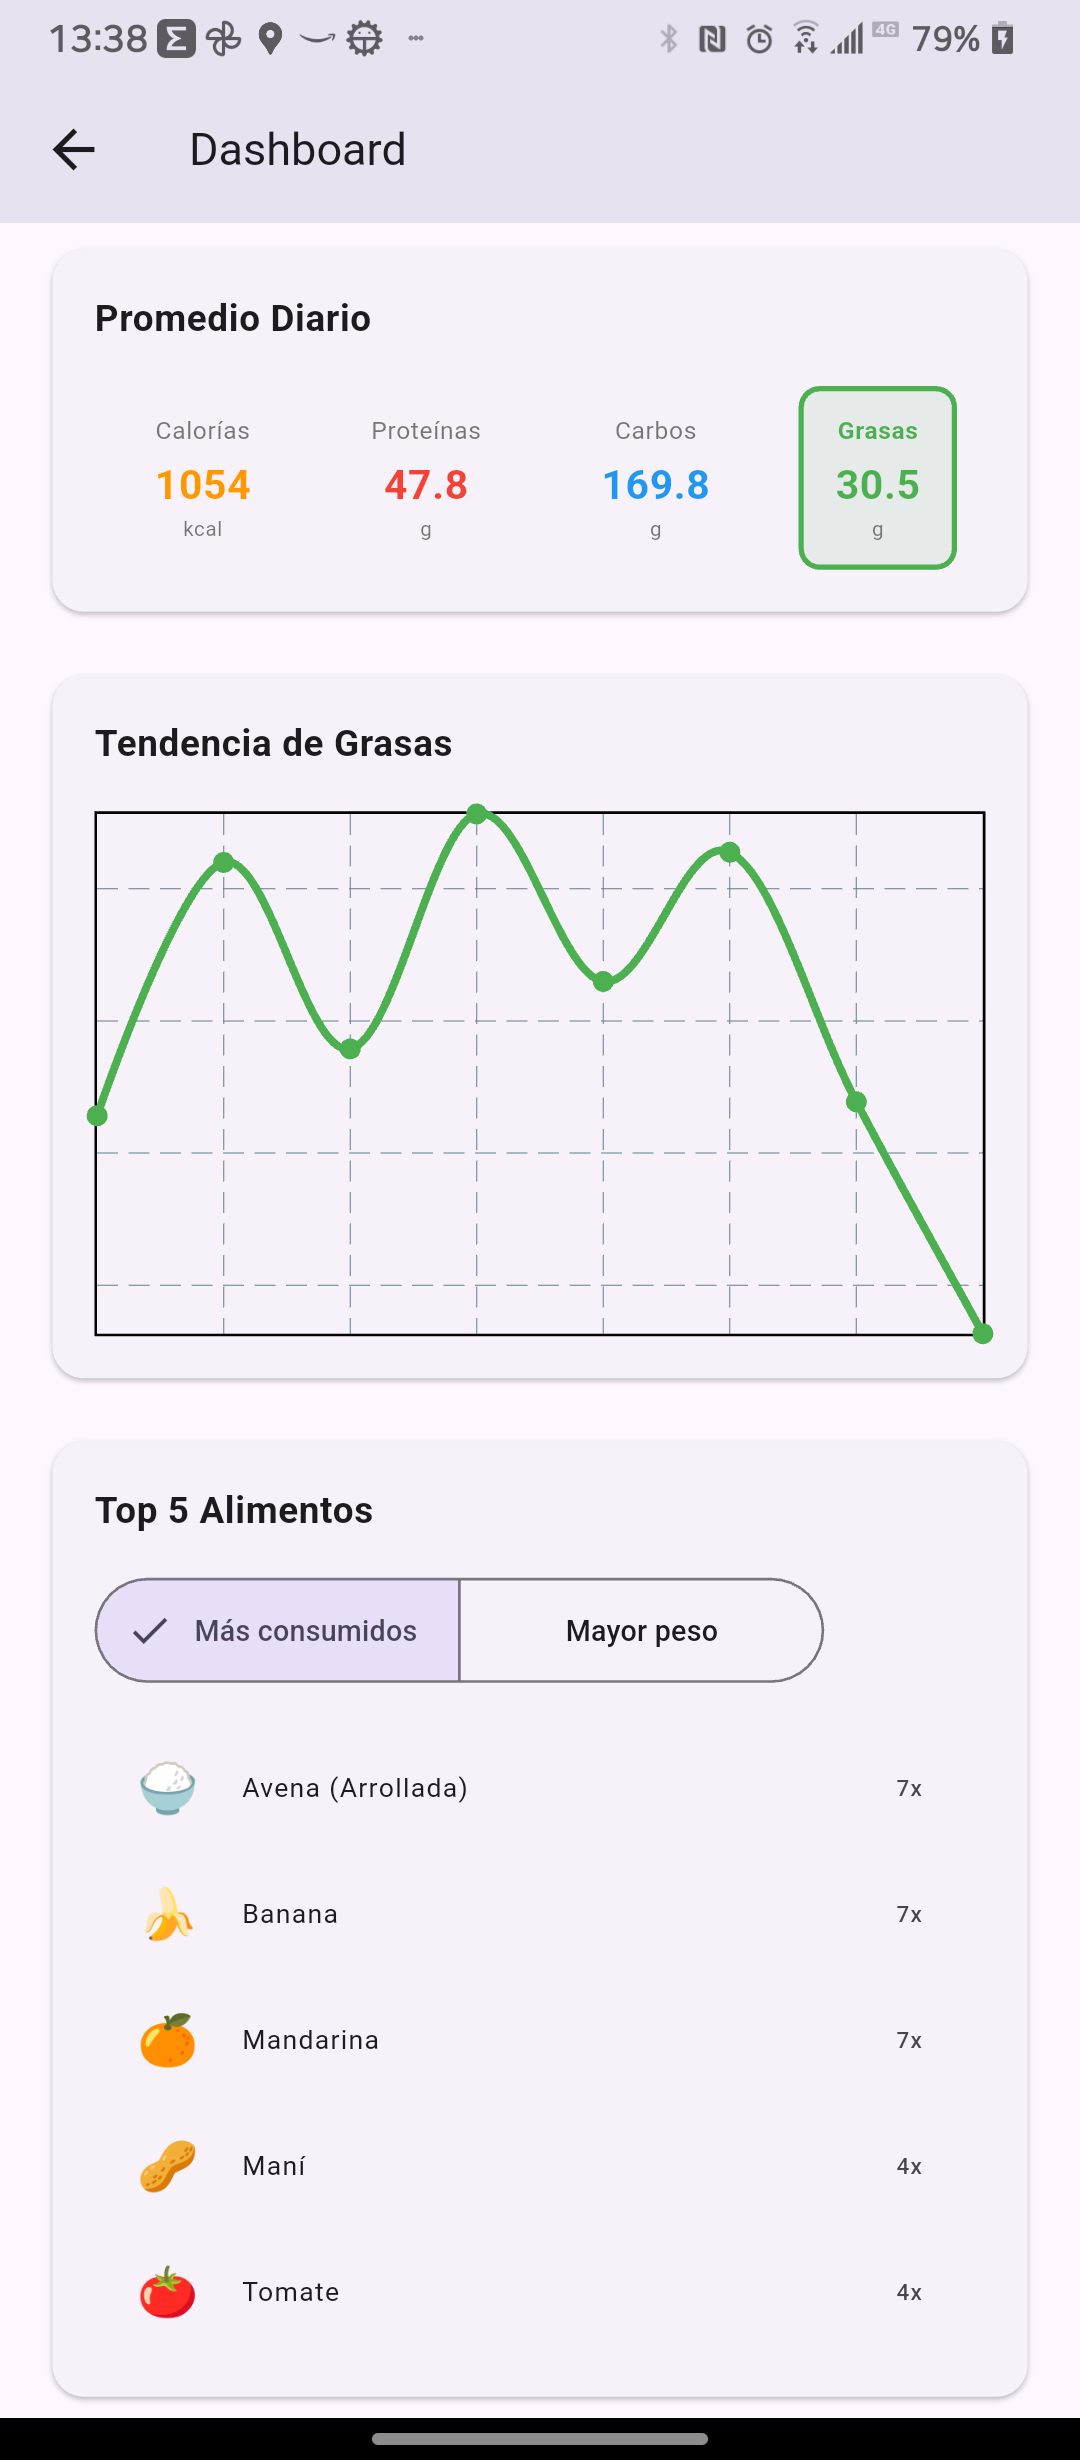 13:38 4G 79%
Dashboard
Promedio Diario
Calorías Proteínas Carbos Grasas
1054 47.8 169.8 30.5
kcal g g g
Tendencia de Grasas
Top 5 Alimentos
Más consumidos Mayor peso
Avena (Arrollada) 7x
Banana 7x
Mandarina 7x
Maní 4x
Tomate 4x